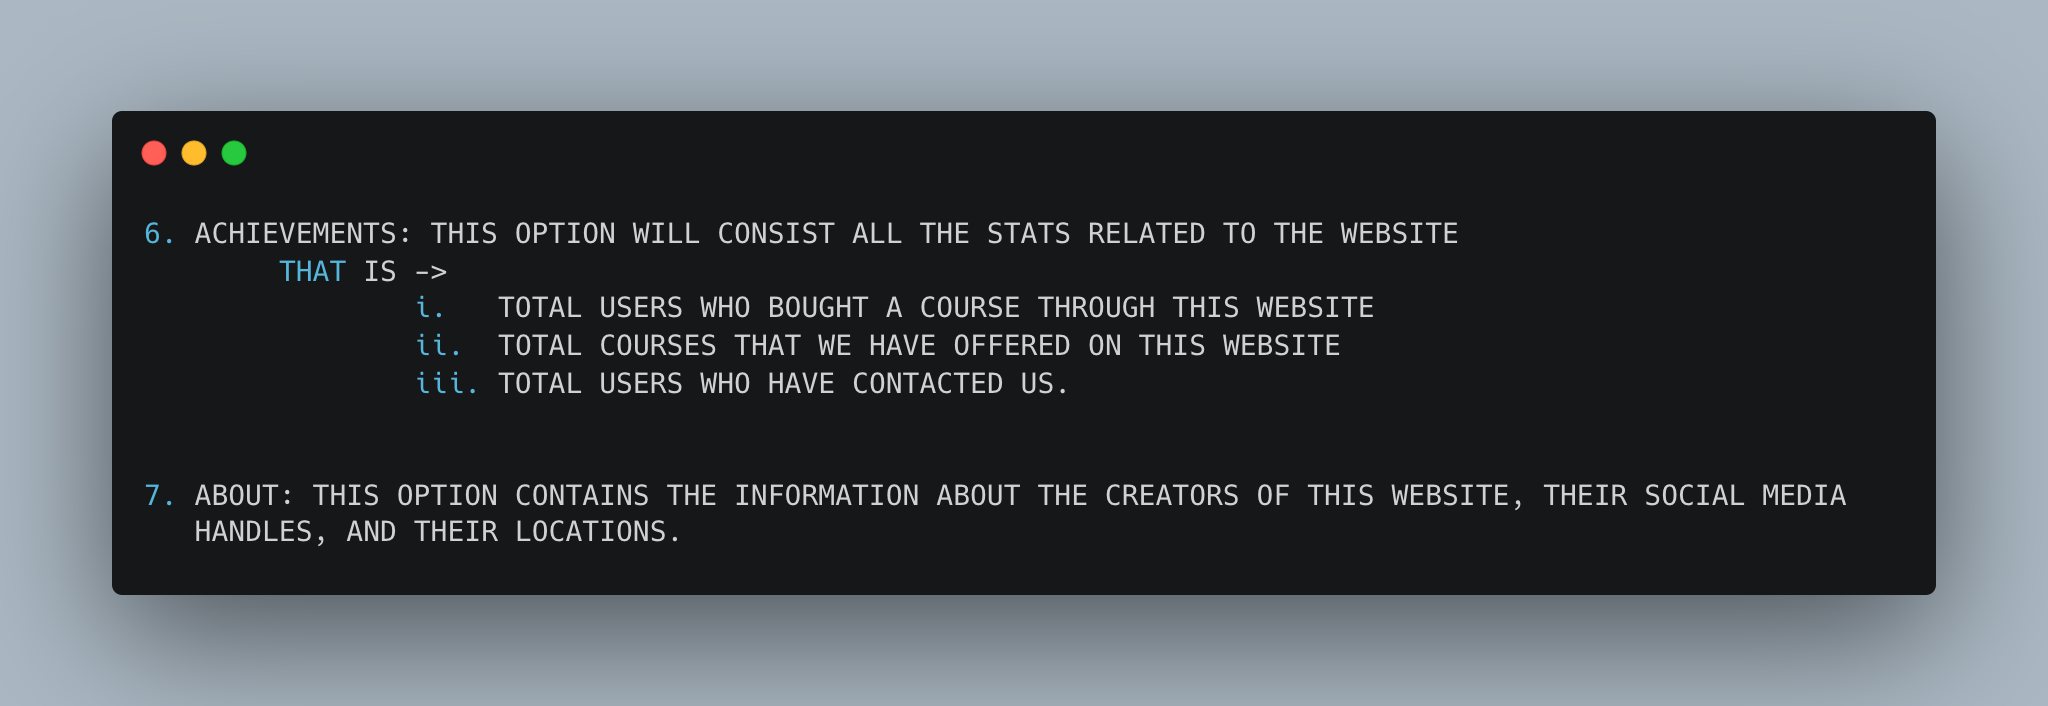 6. ACHIEVEMENTS: THIS OPTION WILL CONSIST ALL THE STATS RELATED TO THE WEBSITE
THAT IS ->
i. TOTAL USERS WHO BOUGHT A COURSE THROUGH THIS WEBSITE
ii. TOTAL COURSES THAT WE HAVE OFFERED ON THIS WEBSITE
iii. TOTAL USERS WHO HAVE CONTACTED US.
7. ABOUT: THIS OPTION CONTAINS THE INFORMATION ABOUT THE CREATORS OF THIS WEBSITE, THEIR SOCIAL MEDIA
HANDLES, AND THEIR LOCATIONS.